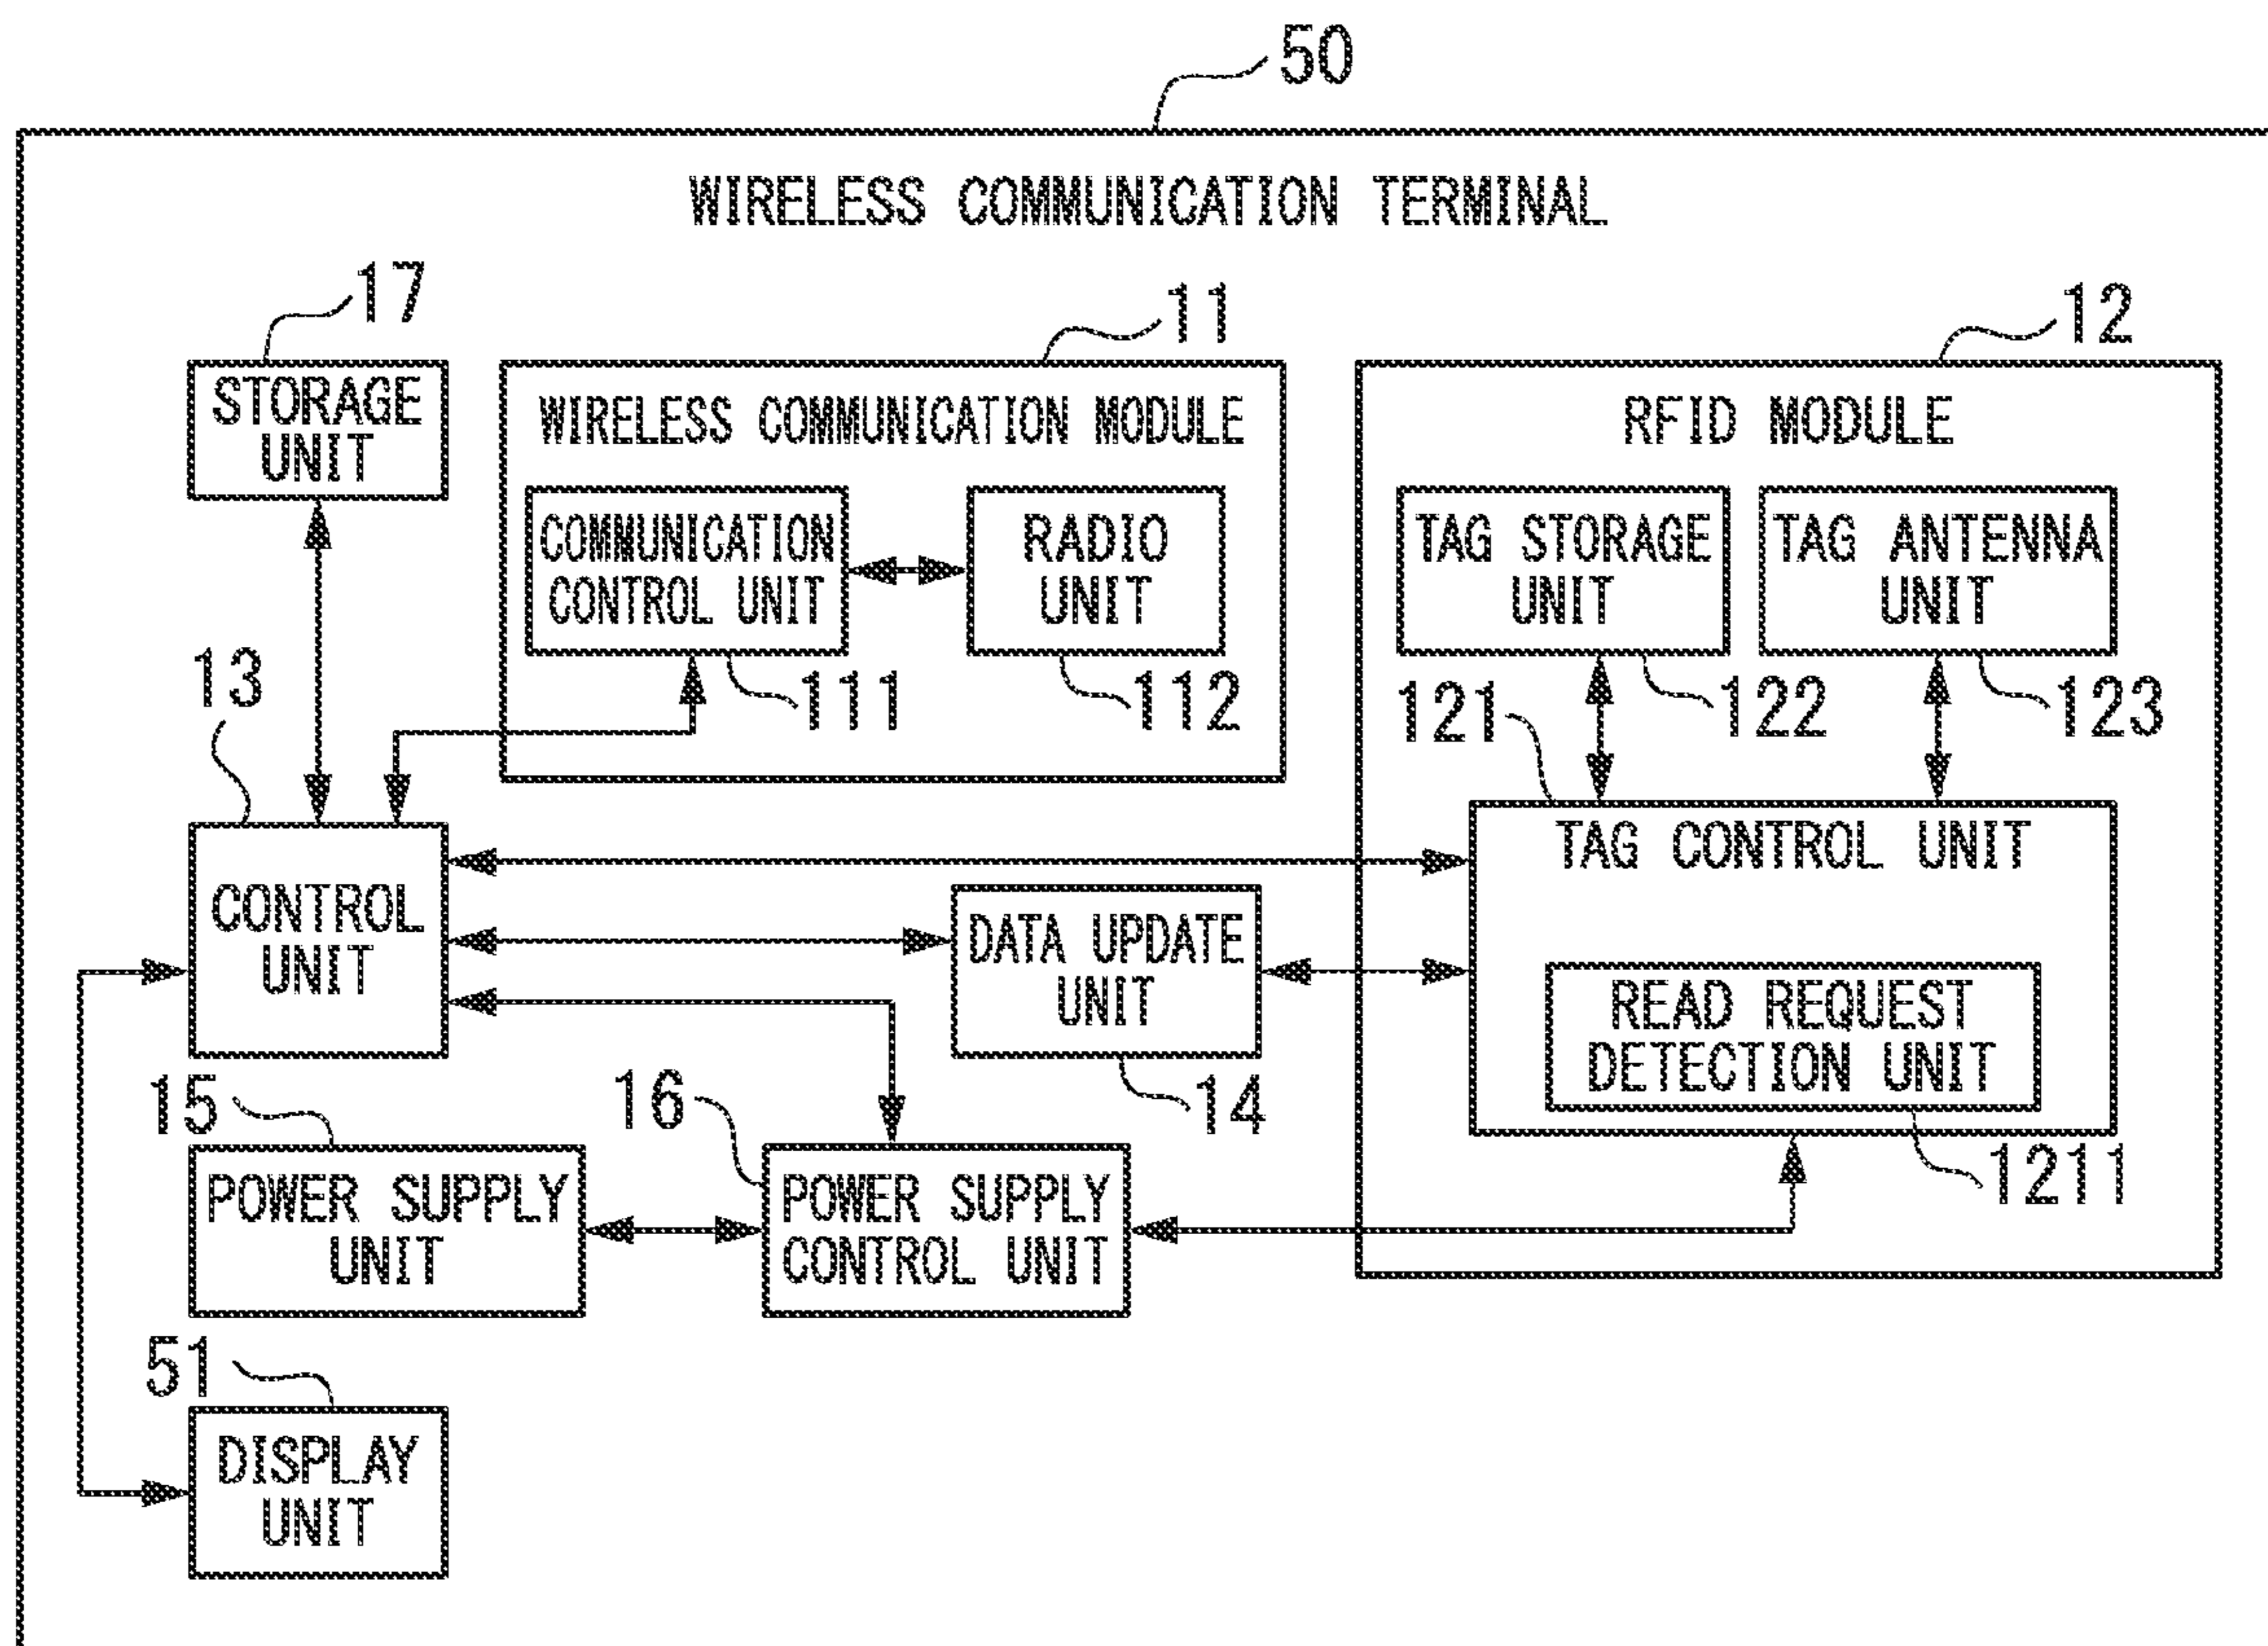 50
WIRELESS COMMUNICATION TERMINAL
17
STORAGE
UNIT
11
WIRELESS COMMUNICATION MODULE
COMMUNICATION
CONTROL UNIT
111
RADIO
UNIT
112
12
RFID MODULE
TAG STORAGE
UNIT
122
TAG ANTENNA
UNIT
123
121
TAG CONTROL UNIT
READ REQUEST
DETECTION UNIT
1211
13
CONTROL
UNIT
DATA UPDATE
UNIT
14
15
POWER SUPPLY
UNIT
16
POWER SUPPLY
CONTROL UNIT
51
DISPLAY
UNIT